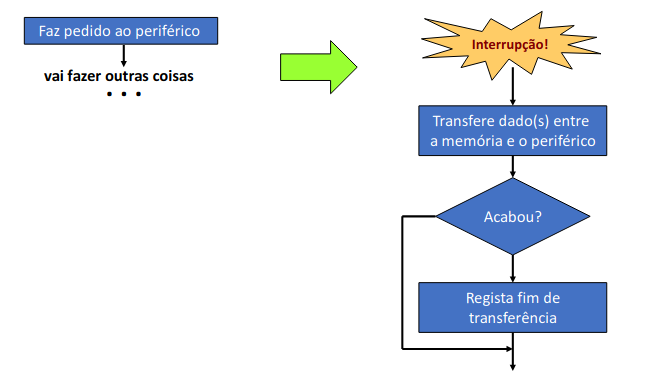 Faz pedido ao periférico
vai fazer outras coisas
• • •
Interrupção!
Transfere dado(s) entre
a memória e o periférico
Acabou?
Regista fim de
transferência